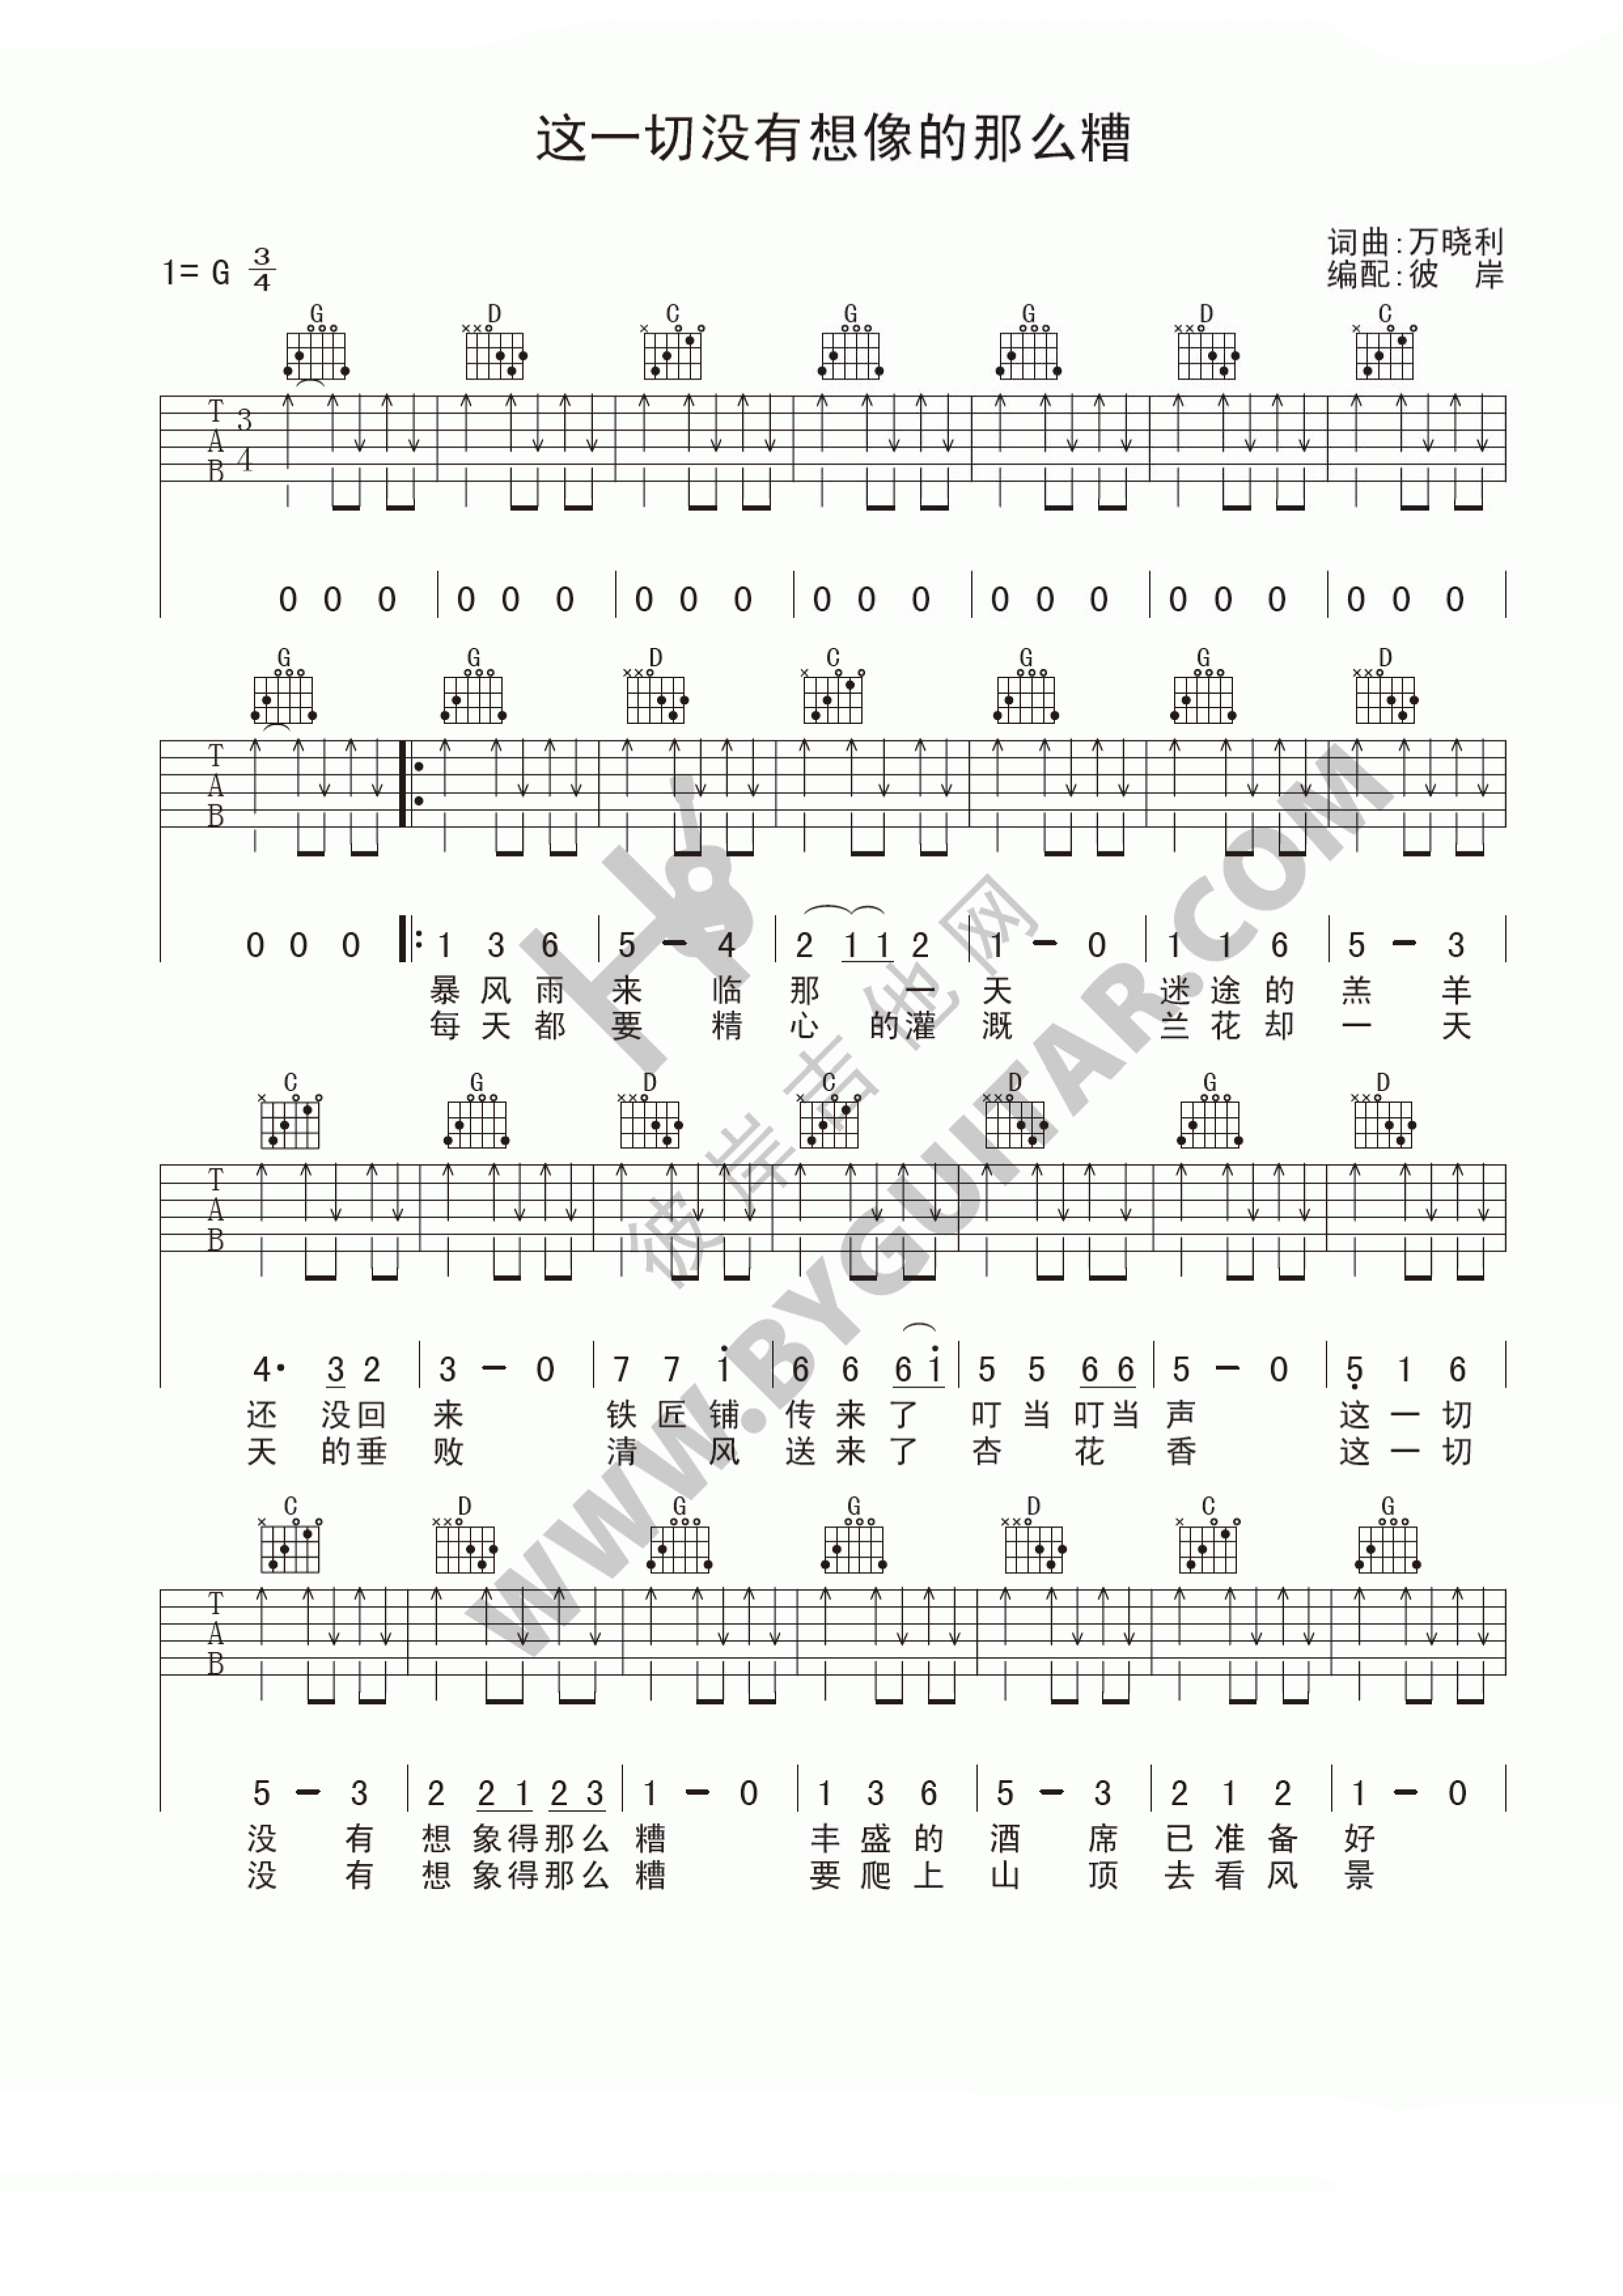 这一切没有想像的那么糟
词曲:万晓利
1= G 3/4
编配:彼 岸
G D C G G D C
T
A
B
3
4
0 0 0 0 0 0 0 0 0 0 0 0 0 0 0 0 0 0 0 0 0
G G D C G G D
T
A
B
0 0 0 1 3 6 5 - 4 2 1 1 2 1 - 0 1 1 6 5 - 3
暴 风 雨 来 临 那 一 天 迷 途 的 羔 羊
每 天 都 要 精 心 的 灌 溉 兰 花 却 一 天
C G D C D G D
T
A
B
4· 3 2 3 - 0 7 7 1 6 6 6 1 5 5 6 6 5 - 0 5 1 6
还 没 回 来 铁 匠 铺 传 来 了 叮 当 叮 当 声 这 一 切
天 的 垂 败 清 风 送 来 了 杏 花 香 这 一 切
C D G G D C G
T
A
B
5 - 3 2 2 1 2 3 1 - 0 1 3 6 5 - 3 2 1 2 1 - 0
没 有 想 象 得 那 么 糟 丰 盛 的 酒 席 已 准 备 好
没 有 想 象 得 那 么 糟 要 爬 上 山 顶 去 看 风 景
彼岸吉他网
WWW.BYGUITAR.COM